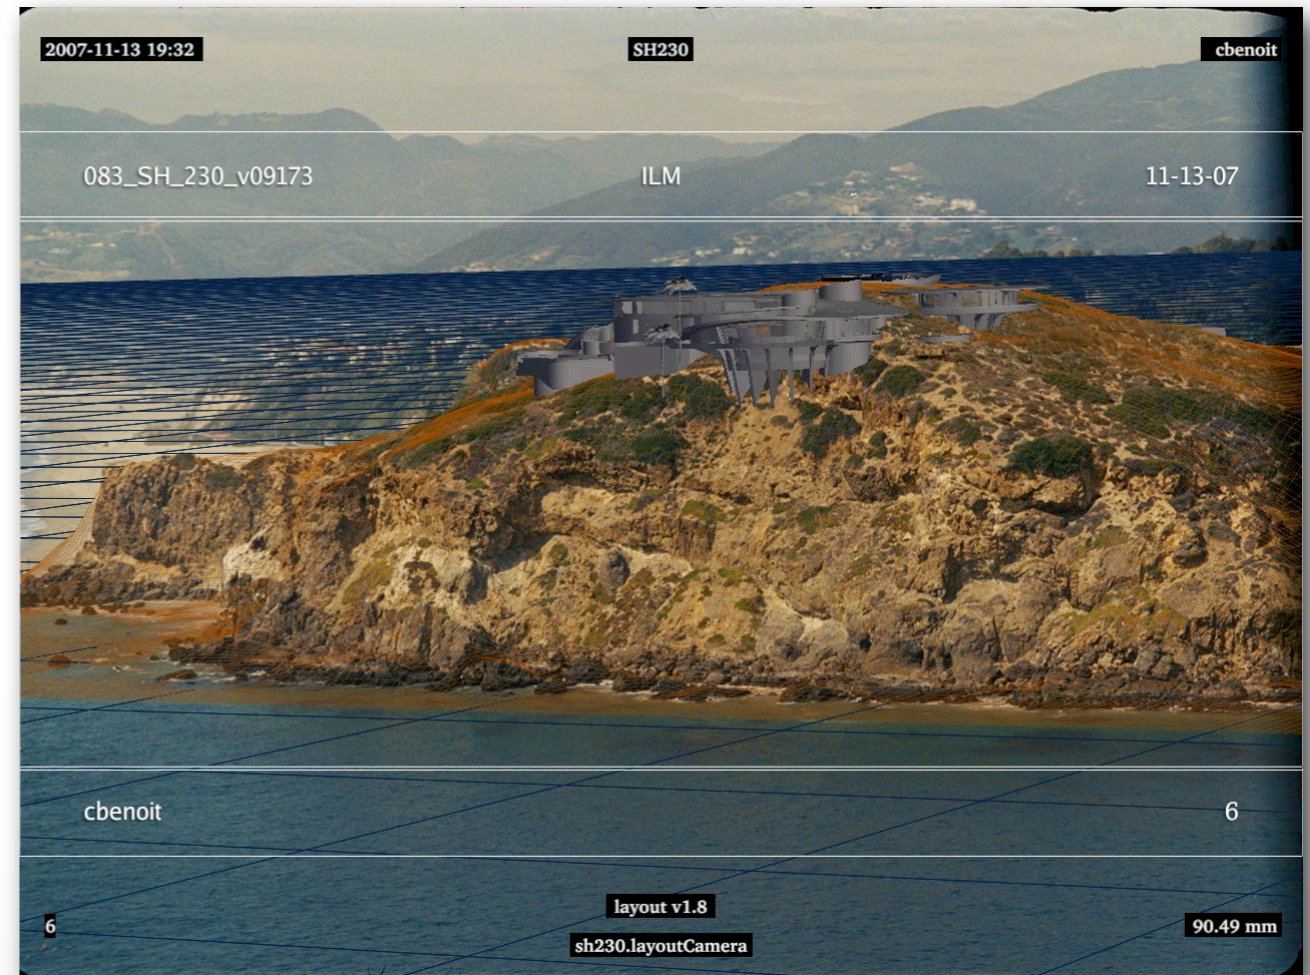 2007-11-13 19:32
SH230
cbenoit
083_SH_230_v09173
ILM
11-13-07
cbenoit
6
layout v1.8
6
90.49 mm
sh230.layoutCamera